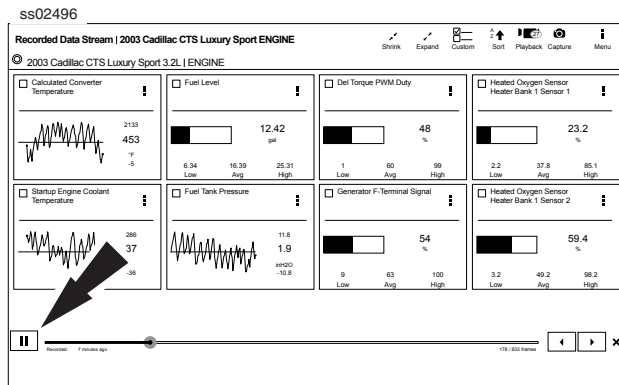 ss02496
Recorded Data Stream | 2003 Cadillac CTS Luxury Sport ENGINE
Shrink
Expand
Custom
A
Z
Sort
27
Playback
Capture
Menu
2003 Cadillac CTS Luxury Sport 3.2L | ENGINE
Calculated Converter
Temperature
2133
453
°F
-5
Fuel Level
12.42
gal
6.34 16.39 25.31
Low Avg High
Del Torque PWM Duty
48
%
1 60 99
Low Avg High
Heated Oxygen Sensor
Heater Bank 1 Sensor 1
23.2
%
2.2 37.8 85.1
Low Avg High
Startup Engine Coolant
Temperature
286
37
-36
Fuel Tank Pressure
11.8
1.9
inH2O
-10.8
Generator F-Terminal Signal
54
%
9 63 100
Low Avg High
Heated Oxygen Sensor
Heater Bank 1 Sensor 2
59.4
%
3.2 49.2 98.2
Low Avg High
Recorded: 7 minutes ago
178 / 833 frames